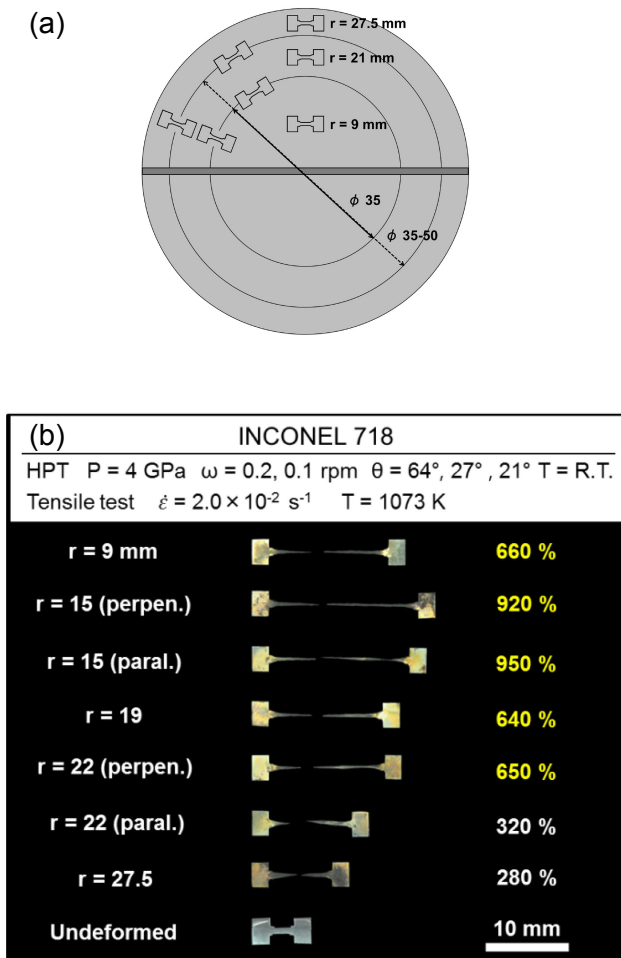 (a)
r = 27.5 mm
r = 21 mm
r = 9 mm
ϕ 35
ϕ 35-50
(b)
INCONEL 718
HPT P = 4 GPa ω = 0.2, 0.1 rpm θ = 64°, 27° , 21° T = R.T.
Tensile test ε̇ = 2.0 × 10⁻² s⁻¹ T = 1073 K
r = 9 mm 660 %
r = 15 (perpen.) 920 %
r = 15 (paral.) 950 %
r = 19 640 %
r = 22 (perpen.) 650 %
r = 22 (paral.) 320 %
r = 27.5 280 %
Undeformed 10 mm